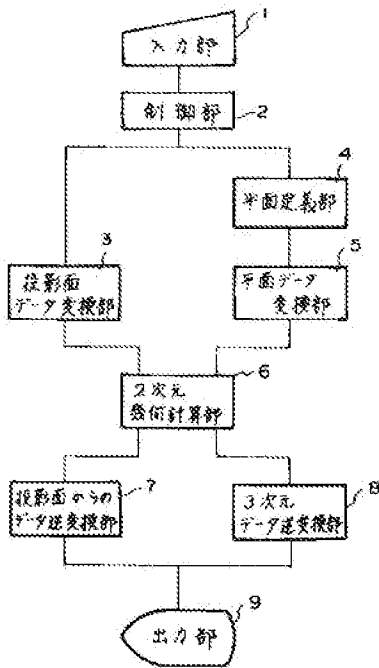 1
入力部
制御部
2
4
平面定義部
3
投影面
データ変換部
5
平面データ
変換部
6
2次元
幾何計算部
7
投影面からの
データ逆変換部
8
3次元
データ逆変換部
9
出力部